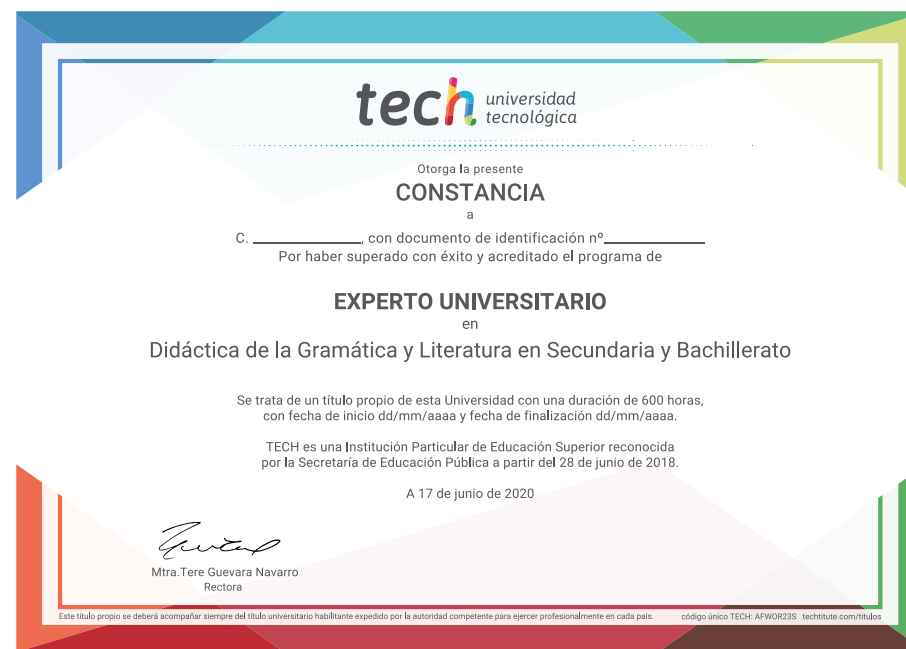 tech universidad
tecnológica
Otorga la presente
CONSTANCIA
a
C. ____________, con documento de identificación nº____________
Por haber superado con éxito y acreditado el programa de
EXPERTO UNIVERSITARIO
en
Didáctica de la Gramática y Literatura en Secundaria y Bachillerato
Se trata de un título propio de esta Universidad con una duración de 600 horas,
con fecha de inicio dd/mm/aaaa y fecha de finalización dd/mm/aaaa.
TECH es una Institución Particular de Educación Superior reconocida
por la Secretaría de Educación Pública a partir del 28 de junio de 2018.
A 17 de junio de 2020
Mtra.Tere Guevara Navarro
Rectora
Este título propio se deberá acompañar siempre del título universitario habilitante expedido por la autoridad competente para ejercer profesionalmente en cada país. código único TECH: AFWOR23S techtitute.com/titulos